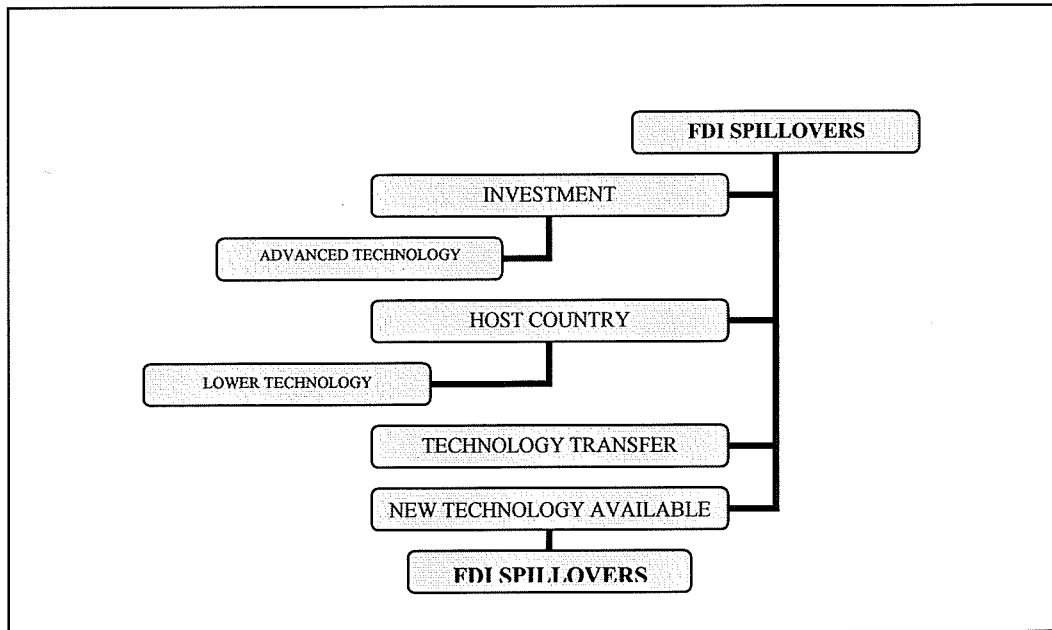 FDI SPILLOVERS
INVESTMENT
ADVANCED TECHNOLOGY
HOST COUNTRY
LOWER TECHNOLOGY
TECHNOLOGY TRANSFER
NEW TECHNOLOGY AVAILABLE
FDI SPILLOVERS